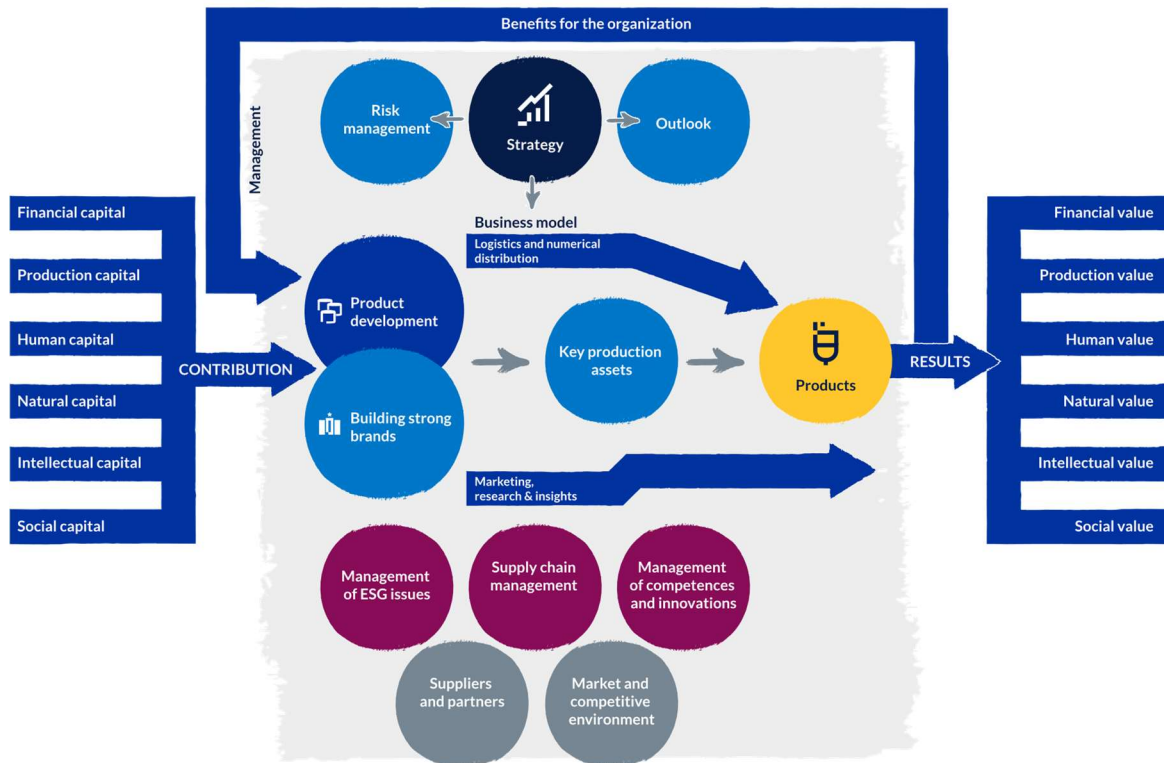 Benefits for the organization
Management
Risk
management
Strategy
Outlook
Business model
Logistics and numerical
distribution
Financial capital
Production capital
Human capital
Natural capital
Intellectual capital
Social capital
CONTRIBUTION
Product
development
Building strong
brands
Key production
assets
Products
RESULTS
Marketing,
research & insights
Financial value
Production value
Human value
Natural value
Intellectual value
Social value
Management
of ESG issues
Supply chain
management
Management
of competences
and innovations
Suppliers
and partners
Market and
competitive
environment